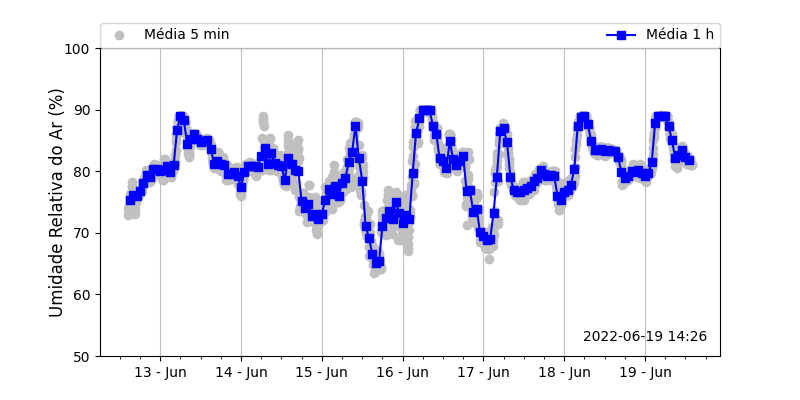 Média 5 min
Média 1 h
100
90
80
70
60
50
Umidade Relativa do Ar (%)
2022-06-19 14:26
13 - Jun
14 - Jun
15 - Jun
16 - Jun
17 - Jun
18 - Jun
19 - Jun